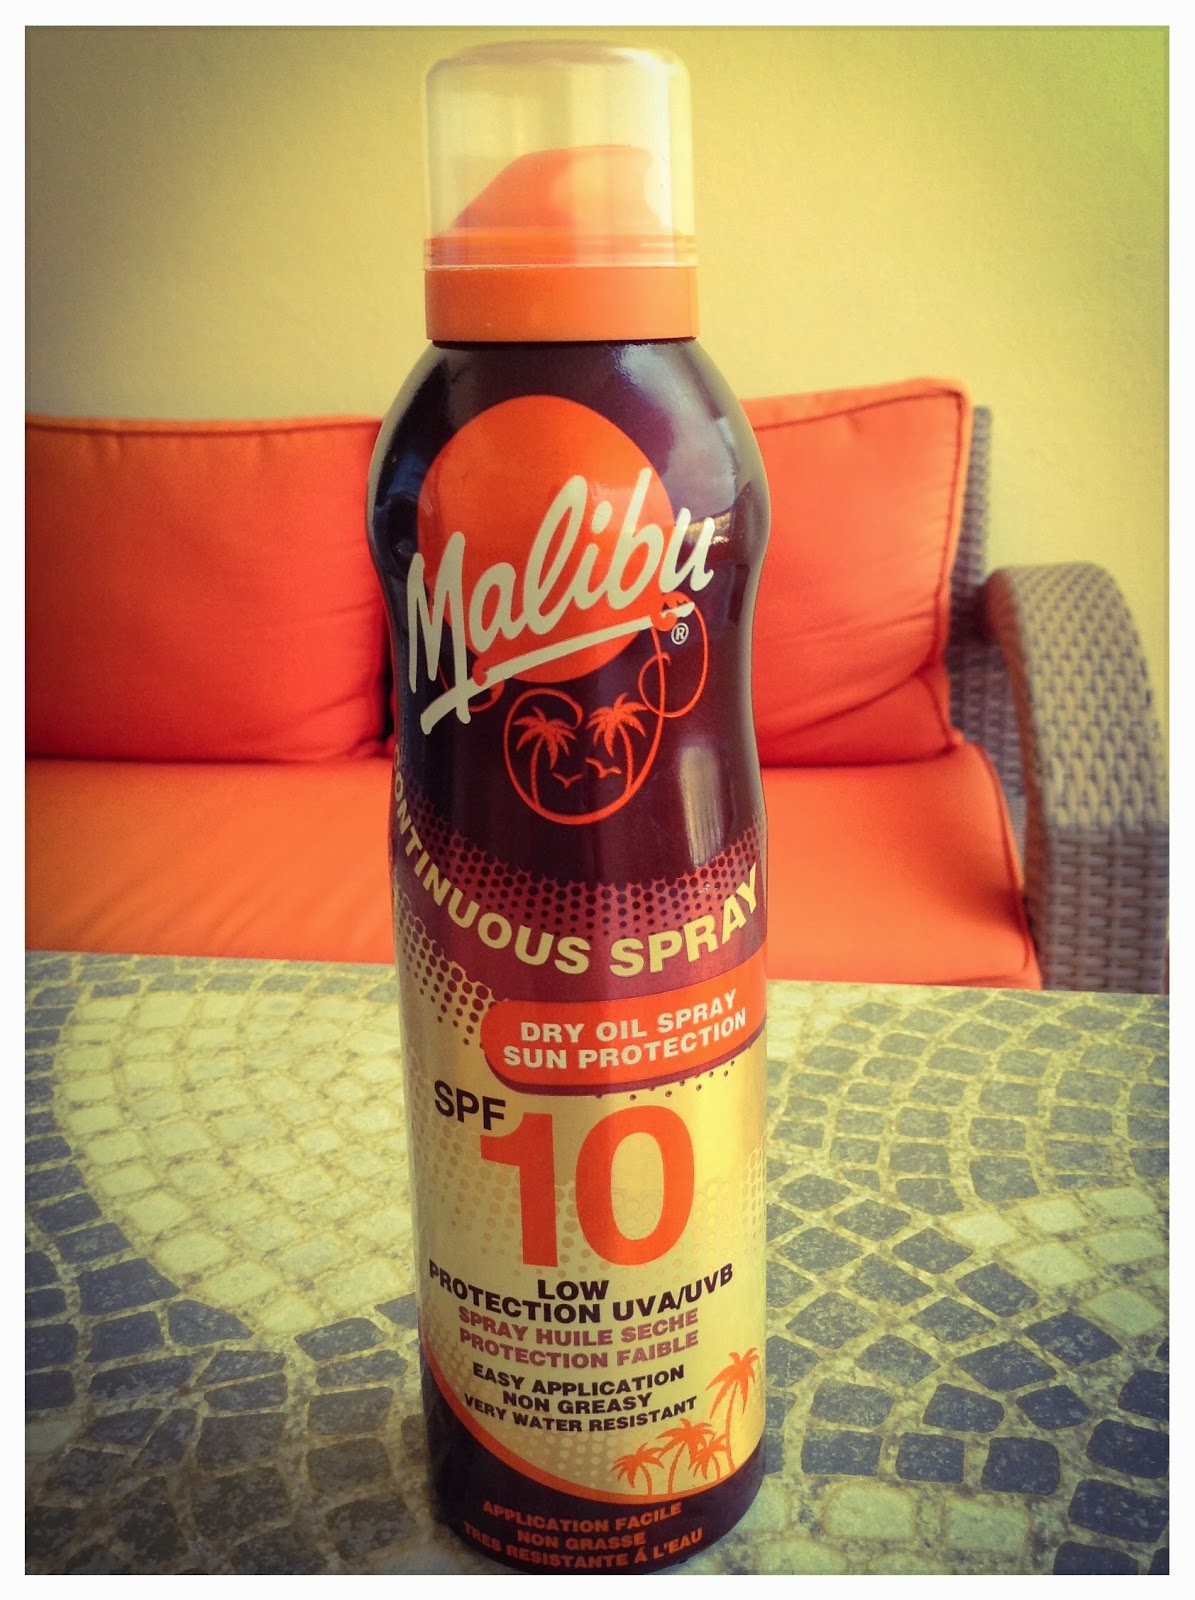 Malibu®
CONTINUOUS SPRAY
DRY OIL SPRAY
SUN PROTECTION
SPF
10
LOW
PROTECTION UVA/UVB
SPRAY HUILE SECHE
PROTECTION FAIBLE
EASY APPLICATION
NON GREASY
VERY WATER RESISTANT
APPLICATION FACILE
NON GRASSE
TRES RESISTANTE Á L'EAU